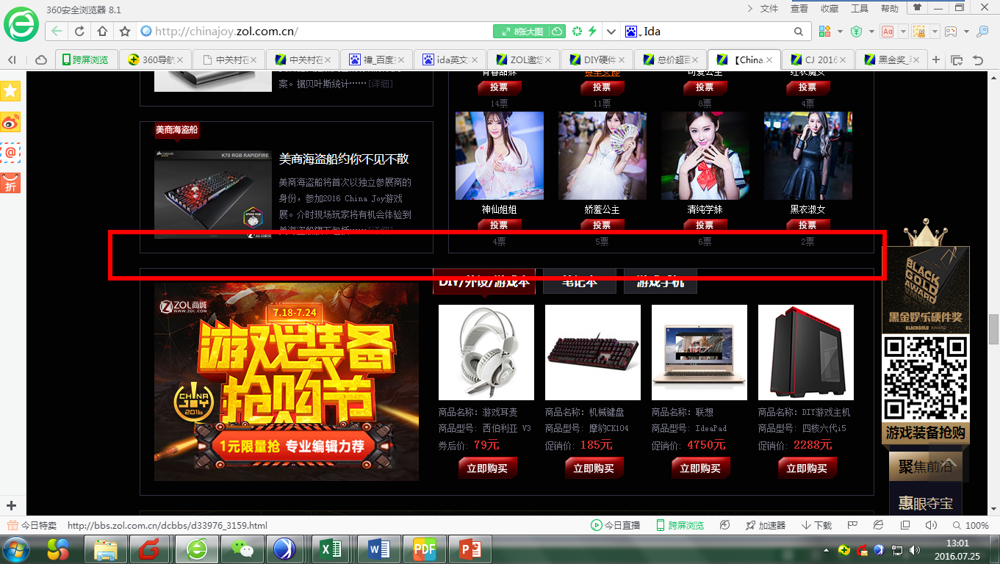 360安全浏览器 8.1
文件 查看 收藏 工具 帮助
http://chinajoy.zol.com.cn/
8张大图
Ida
跨屏浏览
360导航
中关村在
中关村在
禧_百度
ida英文
ZOL邀您
DIY硬件
总价超百
【China
CJ 2016
黑金奖_
案。据贝叶斯统计······[详细]
青春甜妹 赛车女郎 可爱公主 红衣魔女
投票 投票 投票 投票
14票 11票 8票 4票
美商海盗船
K70 RGB RAPIDFIRE
美商海盗船约你不见不散
美商海盗船将首次以独立参展商的
身份，参加2016 China Joy游戏
展。介时现场玩家将有机会体验到
神仙姐姐 娇羞公主 清纯学妹 黑衣淑女
投票 投票 投票 投票
4票 5票 6票 2票
DIY/外设/游戏本 笔记本 游戏手机
ZOL商城
WWW.ZOL.COM
7.18-7.24
游戏装备
抢购节
CHINA
JOY
2016
1元限量抢 专业编辑力荐
商品名称：游戏耳麦
商品型号：西伯利亚 V3
券后价：79元
立即购买
商品名称：机械键盘
商品型号：摩豹CK104
促销价：185元
立即购买
商品名称：联想
商品型号：IdeaPad
促销价：4750元
立即购买
商品名称：DIY游戏主机
商品型号：四核六代i5
促销价：2288元
立即购买
BLACK
GOLD
AWARD
黑金娱乐硬件奖
BLACKGOLD AWARD
游戏装备抢购
聚焦前沿
惠眼夺宝
折
今日特卖
http://bbs.zol.com.cn/dcbbs/d33976_3159.html
今日直播
跨屏浏览
加速器
下载
100%
PDF
13:01
2016.07.25